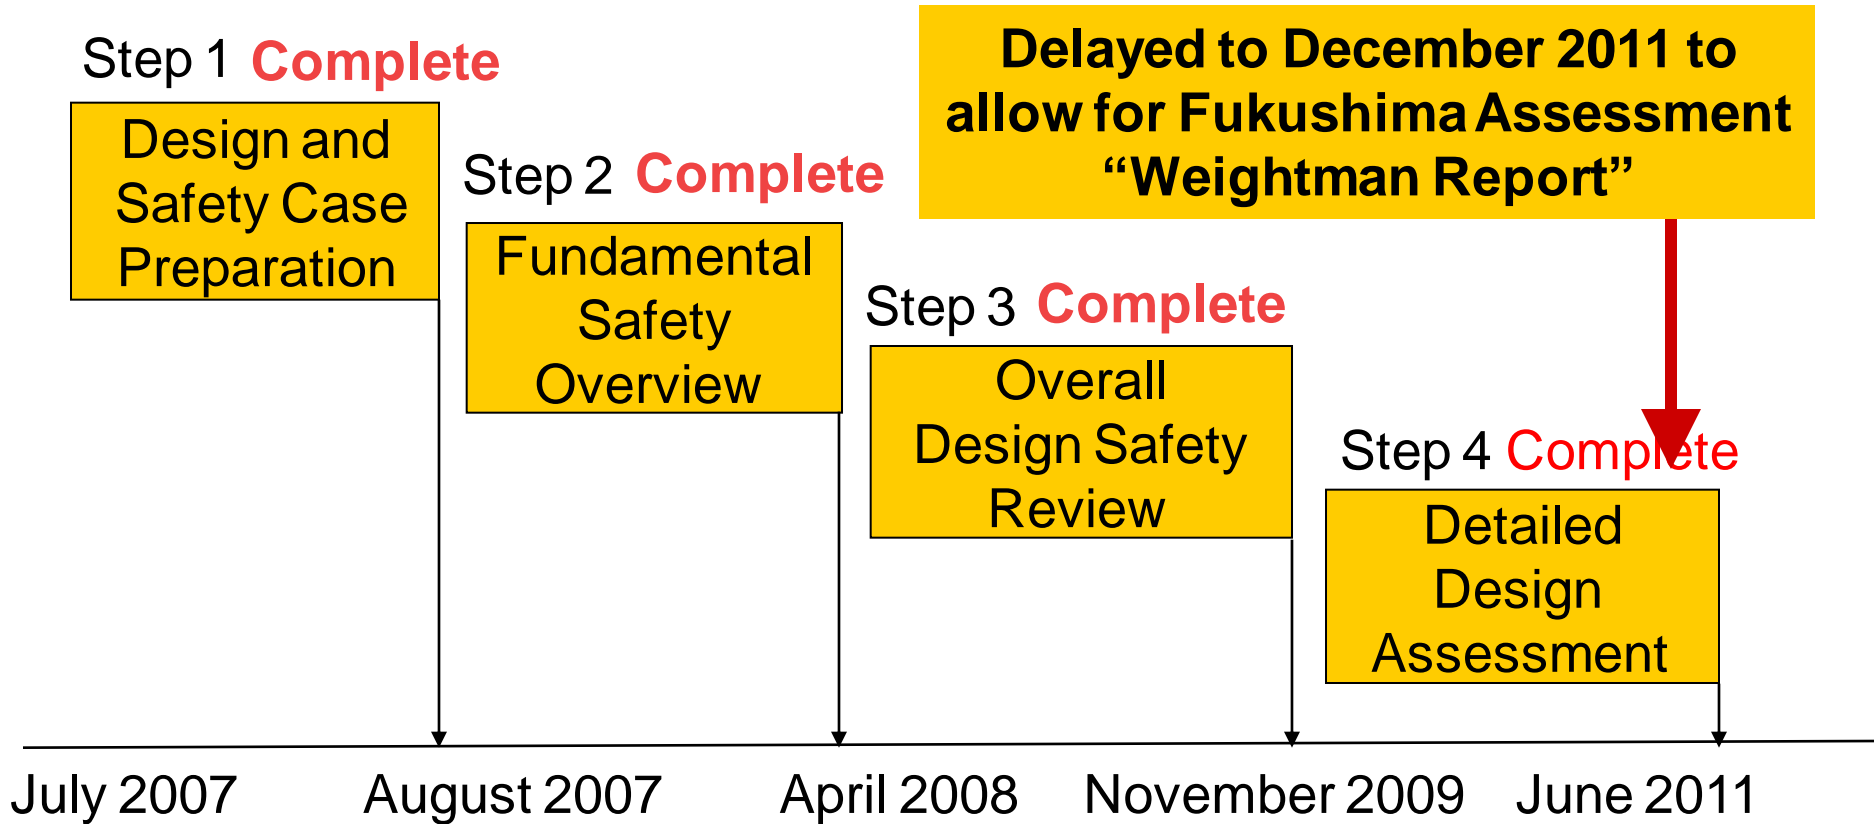 Step 1 Complete
Design and
Safety Case
Preparation
Step 2 Complete
Fundamental
Safety
Overview
Step 3 Complete
Overall
Design Safety
Review
Delayed to December 2011 to
allow for Fukushima Assessment
“Weightman Report”
Step 4 Complete
Detailed
Design
Assessment
July 2007 August 2007 April 2008 November 2009 June 2011